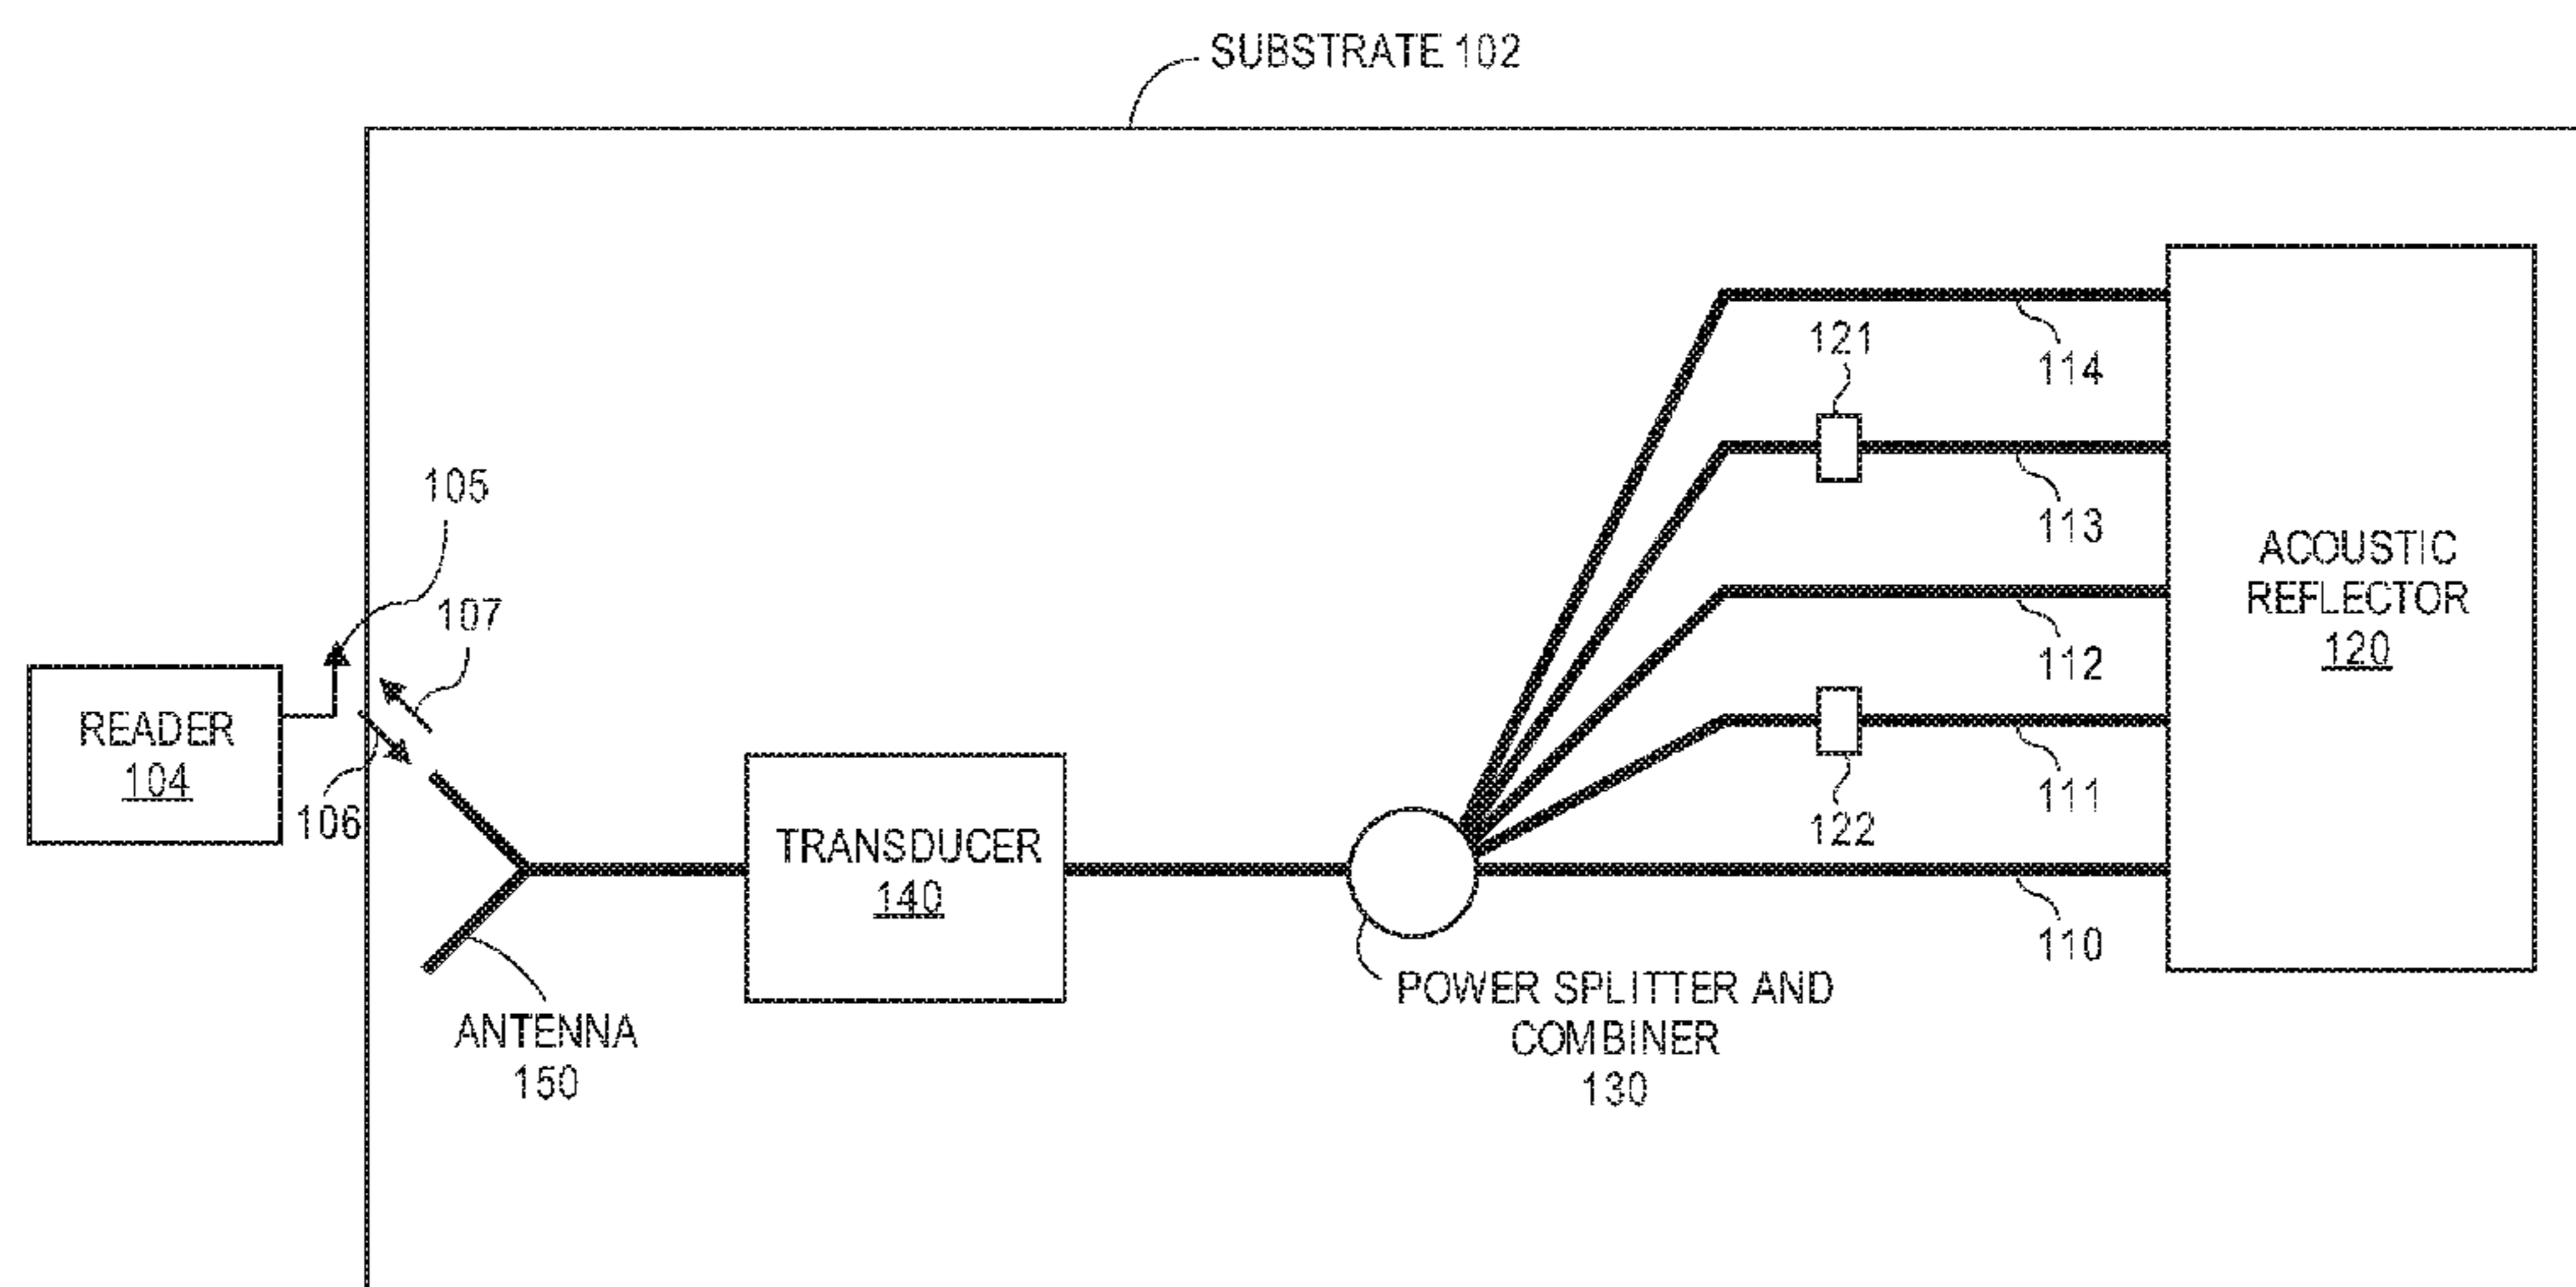 SUBSTRATE 102
121
114
105
113
107
ACOUSTIC
REFLECTOR
120
112
READER
104
106
111
122
TRANSDUCER
140
110
POWER SPLITTER AND
COMBINER
130
ANTENNA
150